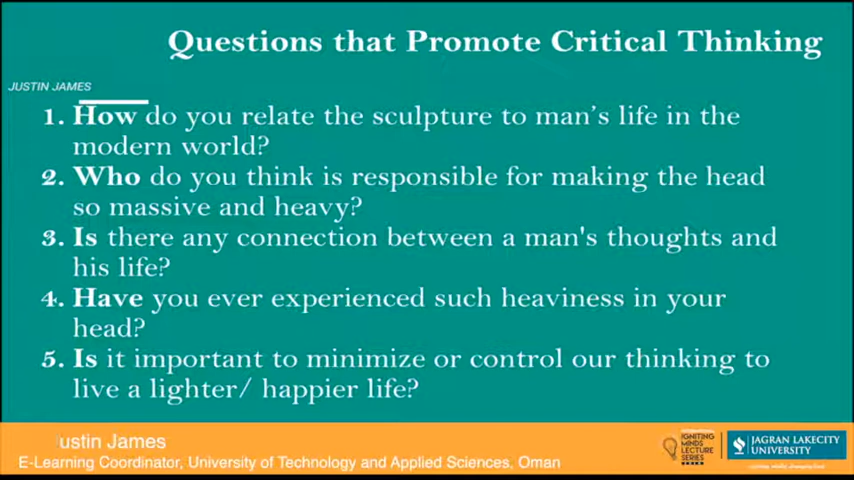 Questions that Promote Critical Thinking
JUSTIN JAMES
1. How do you relate the sculpture to man’s life in the
modern world?
2. Who do you think is responsible for making the head
so massive and heavy?
3. Is there any connection between a man's thoughts and
his life?
4. Have you ever experienced such heaviness in your
head?
5. Is it important to minimize or control our thinking to
live a lighter/ happier life?
ustin James
E-Learning Coordinator, University of Technology and Applied Sciences, Oman
IGNITING
MINDS
LECTURE
SERIES
JAGRAN LAKECITY
UNIVERSITY